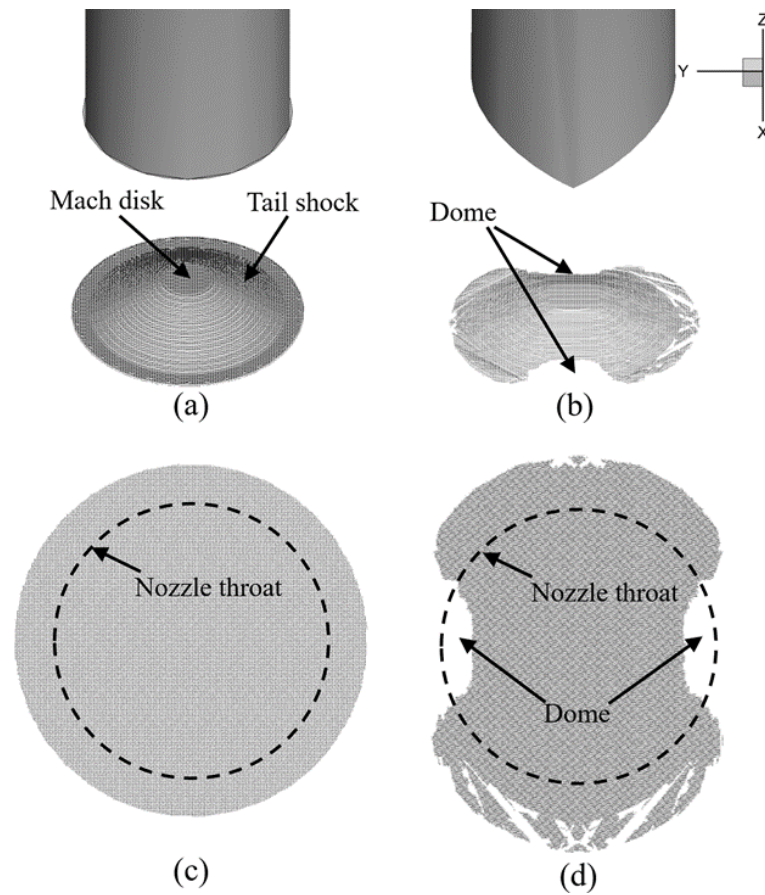 Z
Y
X
Mach disk
Tail shock
Dome
(a)
(b)
Nozzle throat
Nozzle throat
Dome
(c)
(d)